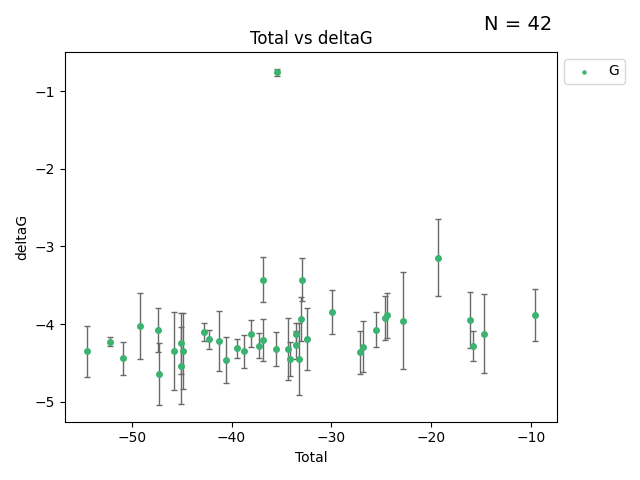 N = 42
Total vs deltaG
G
deltaG
−1
−2
−3
−4
−5
−50 −40 −30 −20 −10
Total